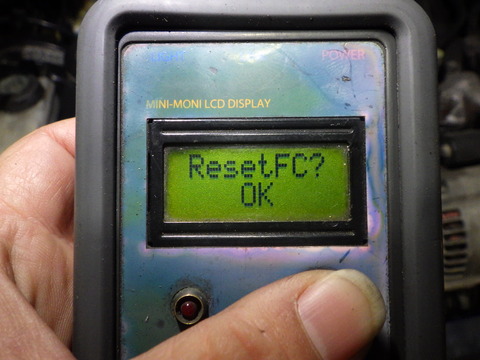 POWER
MINI-MONI LCD DISPLAY
ResetFC?
OK